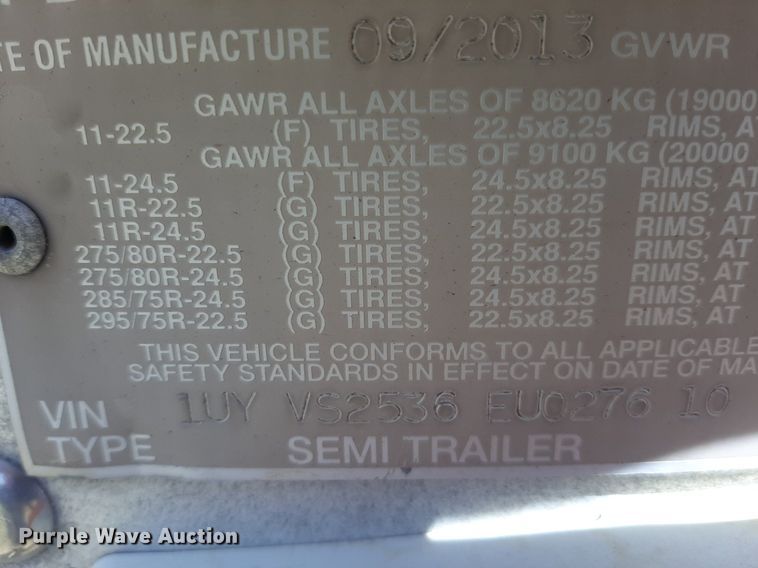 TE OF MANUFACTURE 09/2013 GVWR
GAWR ALL AXLES OF 8620 KG (19000
11-22.5 (F) TIRES, 22.5x8.25 RIMS, AT
GAWR ALL AXLES OF 9100 KG (20000
11-24.5 (F) TIRES, 24.5x8.25 RIMS, AT
11R-22.5 (G) TIRES, 22.5x8.25 RIMS, AT
11R-24.5 (G) TIRES, 24.5x8.25 RIMS, AT
275/80R-22.5 (G) TIRES, 22.5x8.25 RIMS, AT
275/80R-24.5 (G) TIRES, 24.5x8.25 RIMS, AT
285/75R-24.5 (G) TIRES, 24.5x8.25 RIMS, AT
295/75R-22.5 (G) TIRES, 22.5x8.25 RIMS, AT
THIS VEHICLE CONFORMS TO ALL APPLICABLE
SAFETY STANDARDS IN EFFECT ON DATE OF MA
VIN 1UY VS2536 EU0276 10
TYPE SEMI TRAILER
Purple Wave Auction